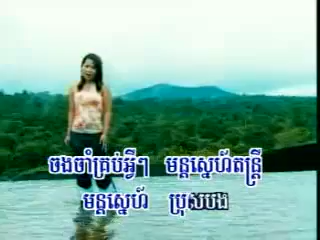 ចងចាំគ្រប់អ្វីៗ មន្តស្នេហ៍តន្ត្រី
មន្តស្នេហ៍ ប្រុសបង